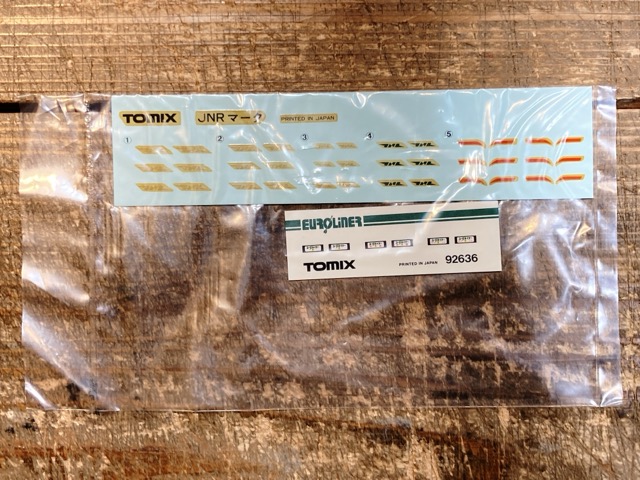 TOMIX JNRマーク PRINTED IN JAPAN
① ② ③ ④ ⑤
EUROLINER
TOMIX PRINTED IN JAPAN 92636